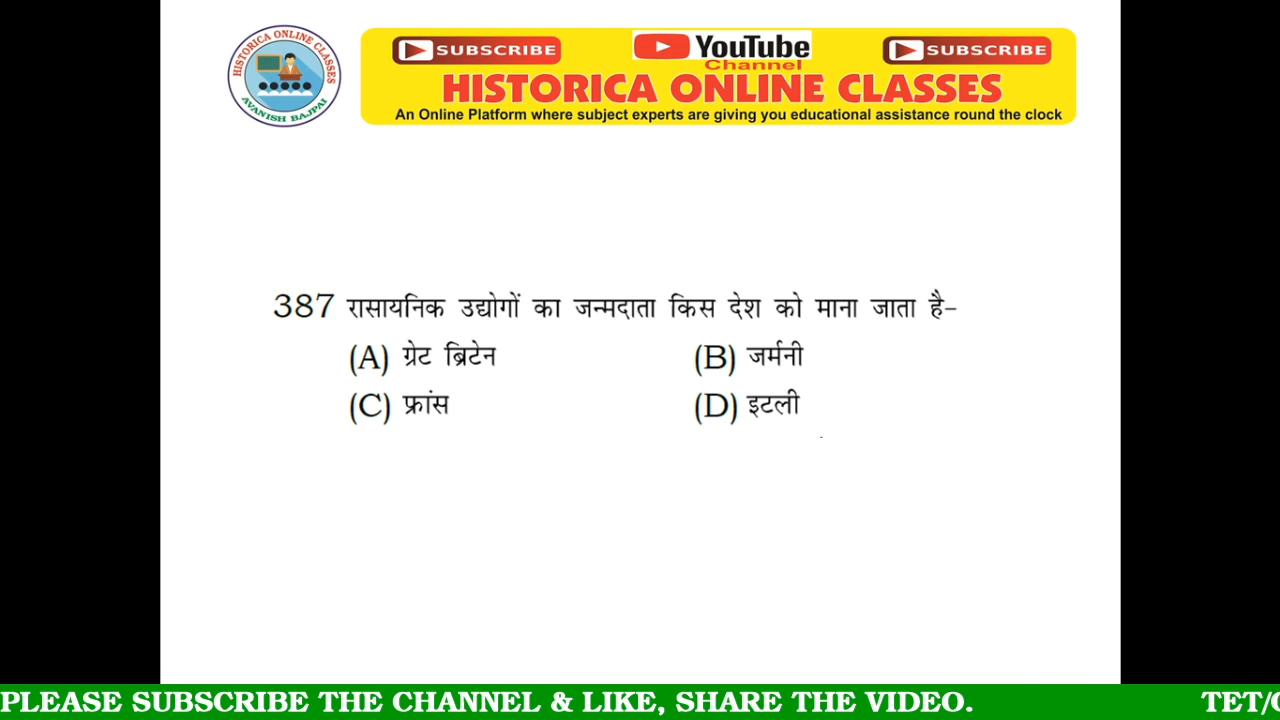 HISTORICA ONLINE CLASSES
AVANISH BAJPAI
SUBSCRIBE
YouTube
SUBSCRIBE
Channel
HISTORICA ONLINE CLASSES
An Online Platform where subject experts are giving you educational assistance round the clock
387 रासायनिक उद्योगों का जन्मदाता किस देश को माना जाता है-
(A) ग्रेट ब्रिटेन (B) जर्मनी
(C) फ्रांस (D) इटली
PLEASE SUBSCRIBE THE CHANNEL & LIKE, SHARE THE VIDEO. TET/